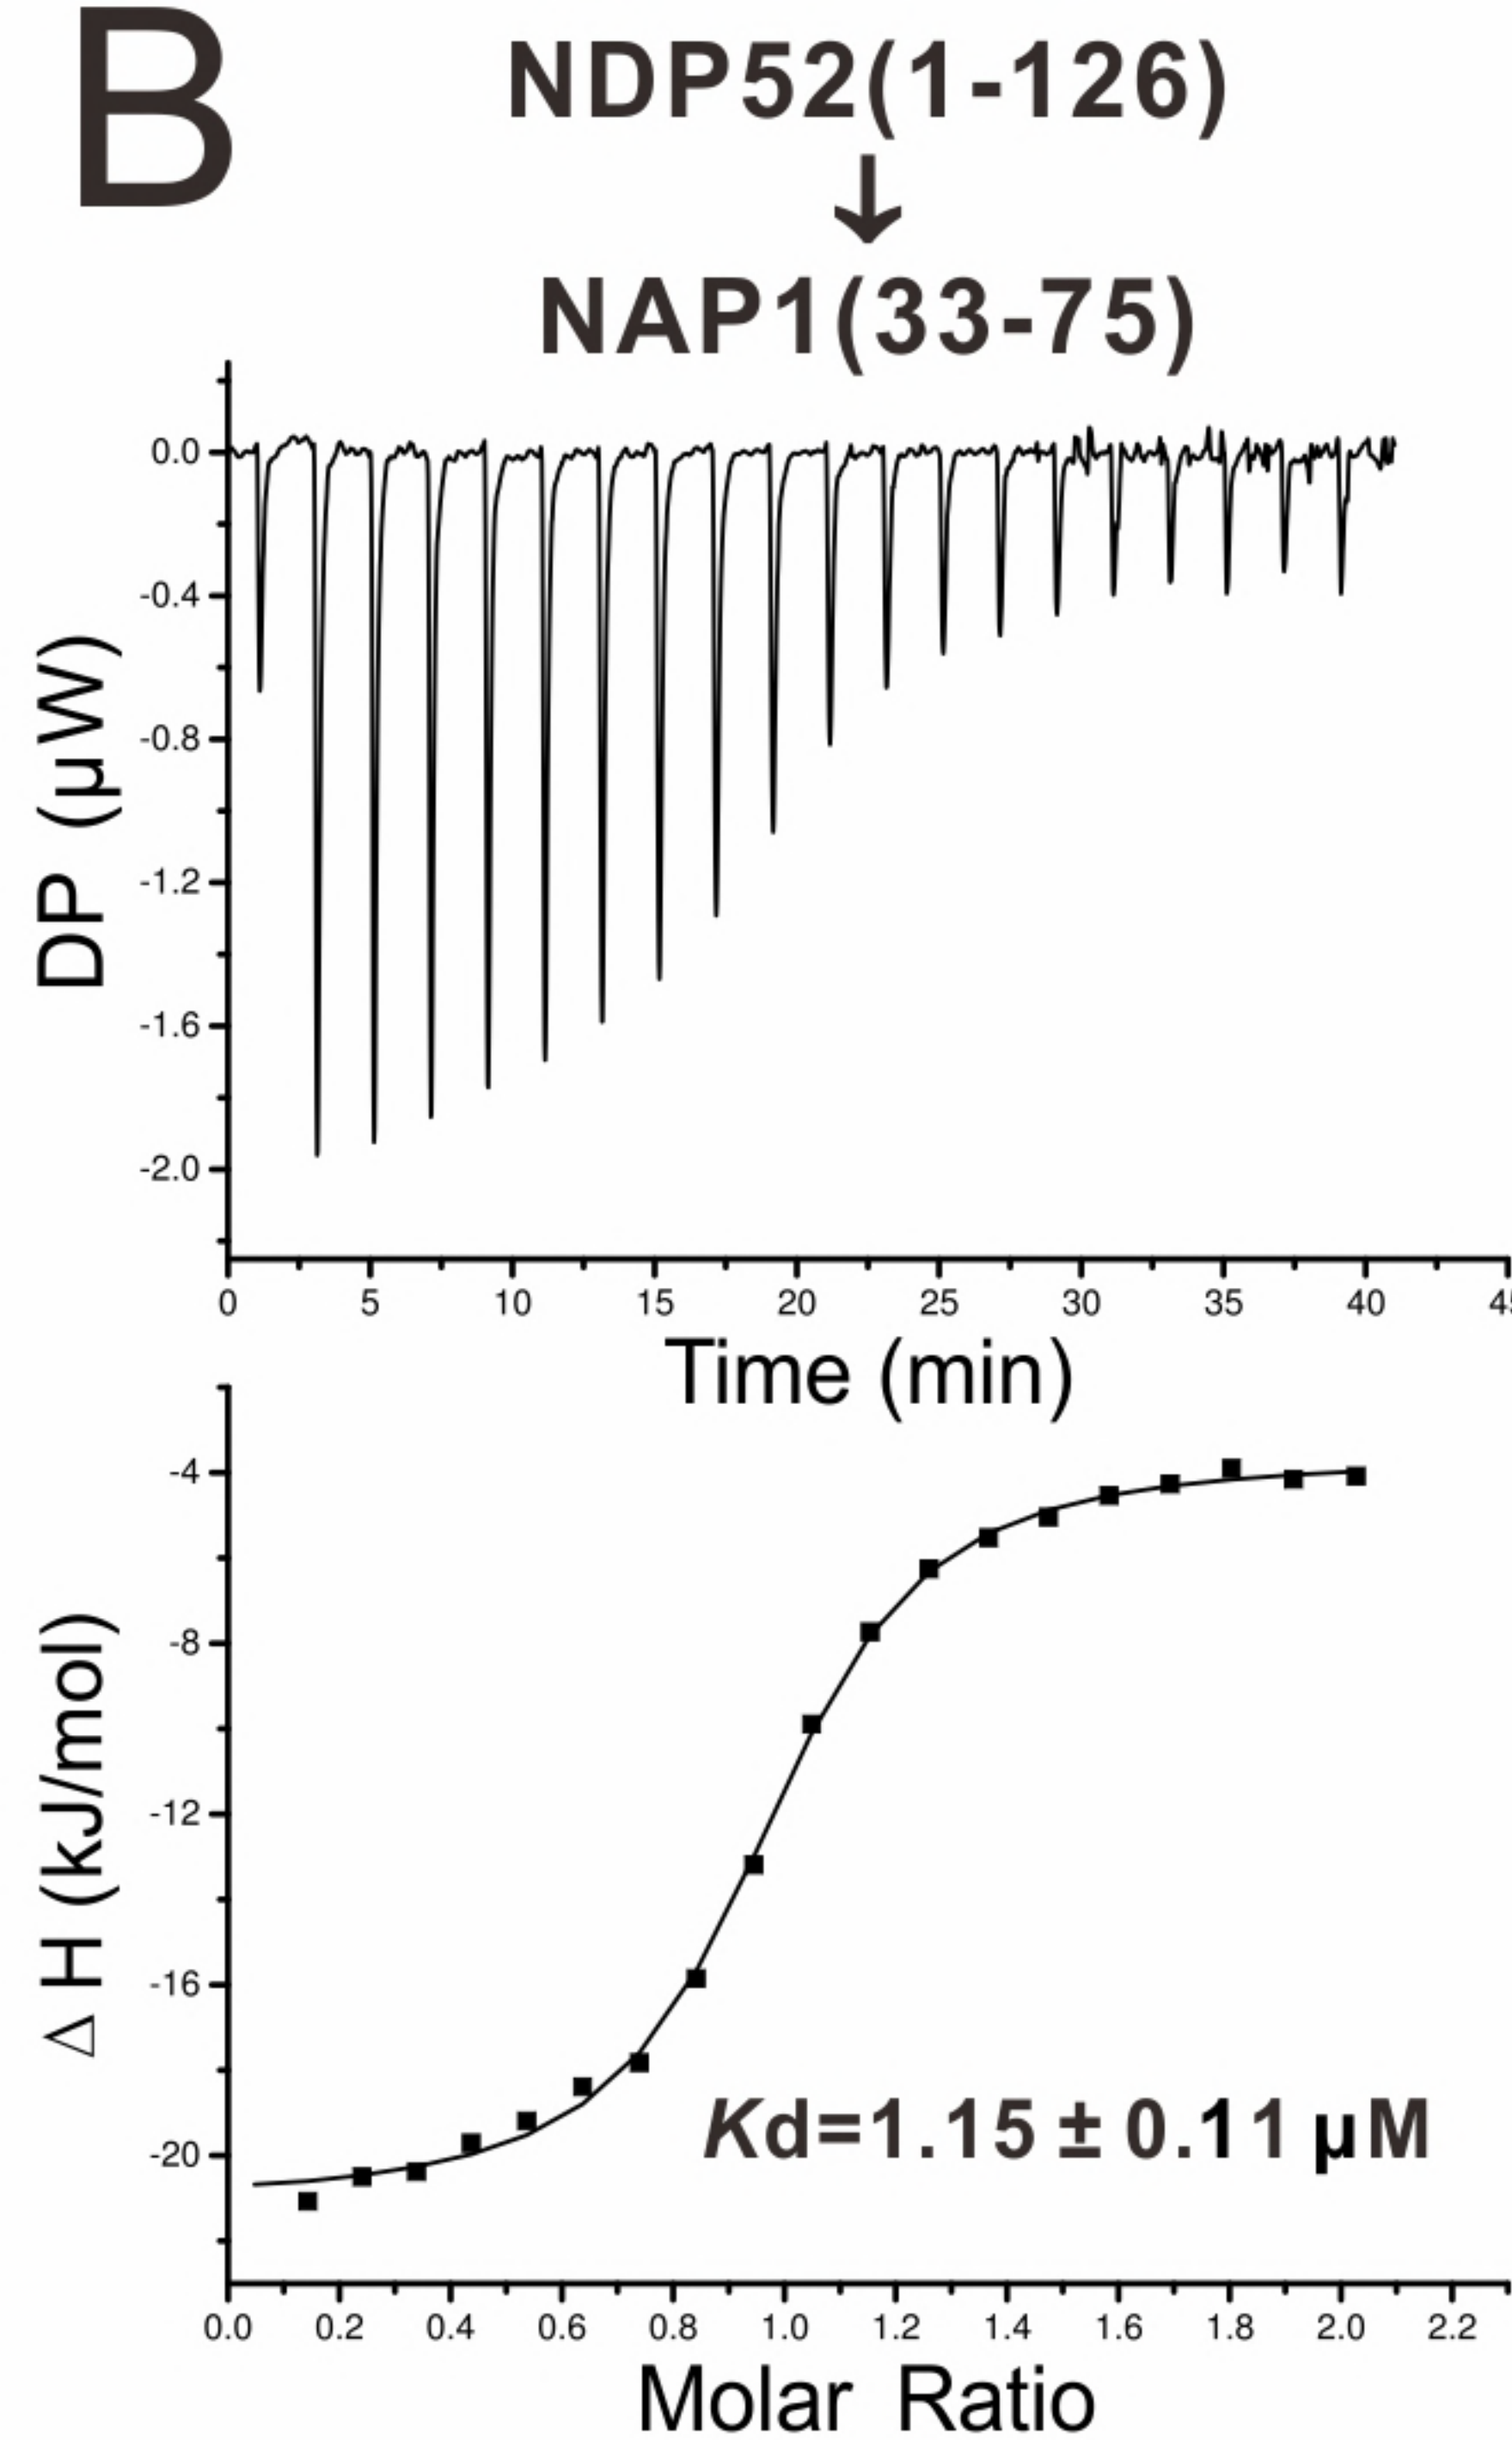 B
NDP52(1-126)
↓
NAP1(33-75)
DP (µW)
0.0
-0.4
-0.8
-1.2
-1.6
-2.0
0 5 10 15 20 25 30 35 40
Time (min)
△ H (kJ/mol)
-4
-8
-12
-16
-20
Kd=1.15 ± 0.11 µM
0.0 0.2 0.4 0.6 0.8 1.0 1.2 1.4 1.6 1.8 2.0 2.2
Molar Ratio